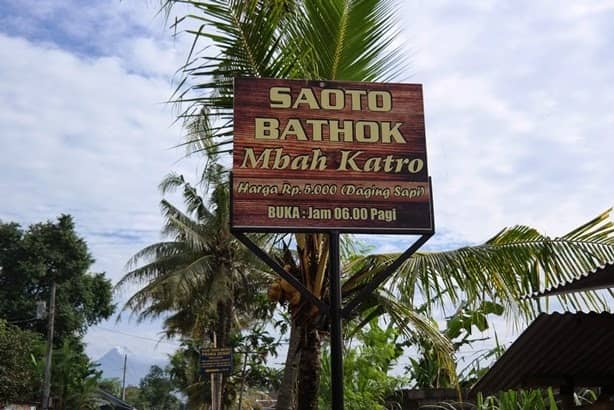 SAOTO
BATHOK
Mbah Katro
Harga Rp. 5.000 (Daging Sapi)
BUKA : Jam 06.00 Pagi